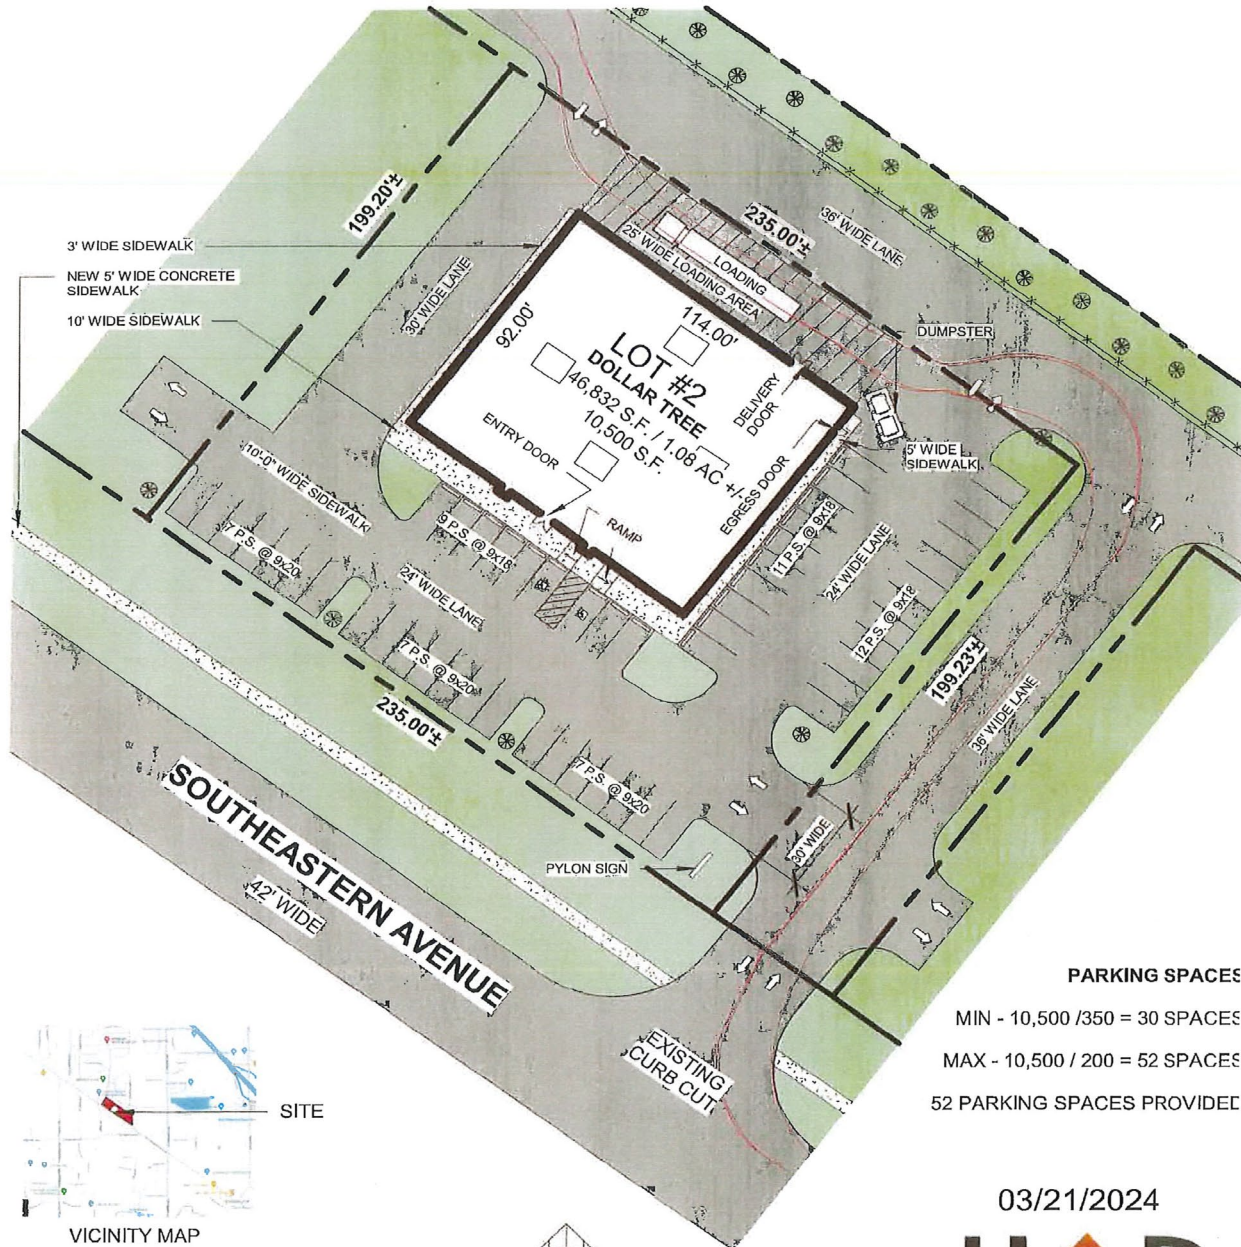 199.20'±
3' WIDE SIDEWALK
NEW 5' WIDE CONCRETE
SIDEWALK
10' WIDE SIDEWALK
30' WIDE LANE
235.00'±
36' WIDE LANE
25' WIDE LOADING AREA
LOADING
DUMPSTER
92.00'
114.00'
LOT #2
DOLLAR TREE
46,832 S.F. / 1.08 AC +/-
10,500 S.F.
ENTRY DOOR
DELIVERY
DOOR
EGRESS DOOR
5' WIDE
SIDEWALK
RAMP
10'-0" WIDE SIDEWALK
7 P.S. @ 9x20
9 P.S. @ 9x18
11 P.S. @ 9x18
24' WIDE LANE
24' WIDE LANE
12 P.S. @ 9x18
7 P.S. @ 9x20
199.23'±
36' WIDE LANE
235.00'±
7 P.S. @ 9x20
30' WIDE
PYLON SIGN
SOUTHEASTERN AVENUE
42' WIDE
EXISTING
CURB CUT
PARKING SPACES
MIN - 10,500 /350 = 30 SPACES
MAX - 10,500 / 200 = 52 SPACES
52 PARKING SPACES PROVIDED
SITE
VICINITY MAP
03/21/2024